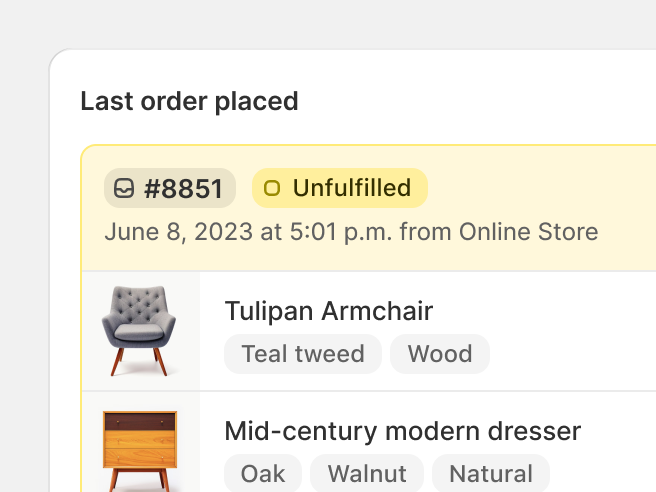 Last order placed
#8851 Unfulfilled
June 8, 2023 at 5:01 p.m. from Online Store
Tulipan Armchair
Teal tweed Wood
Mid-century modern dresser
Oak Walnut Natural